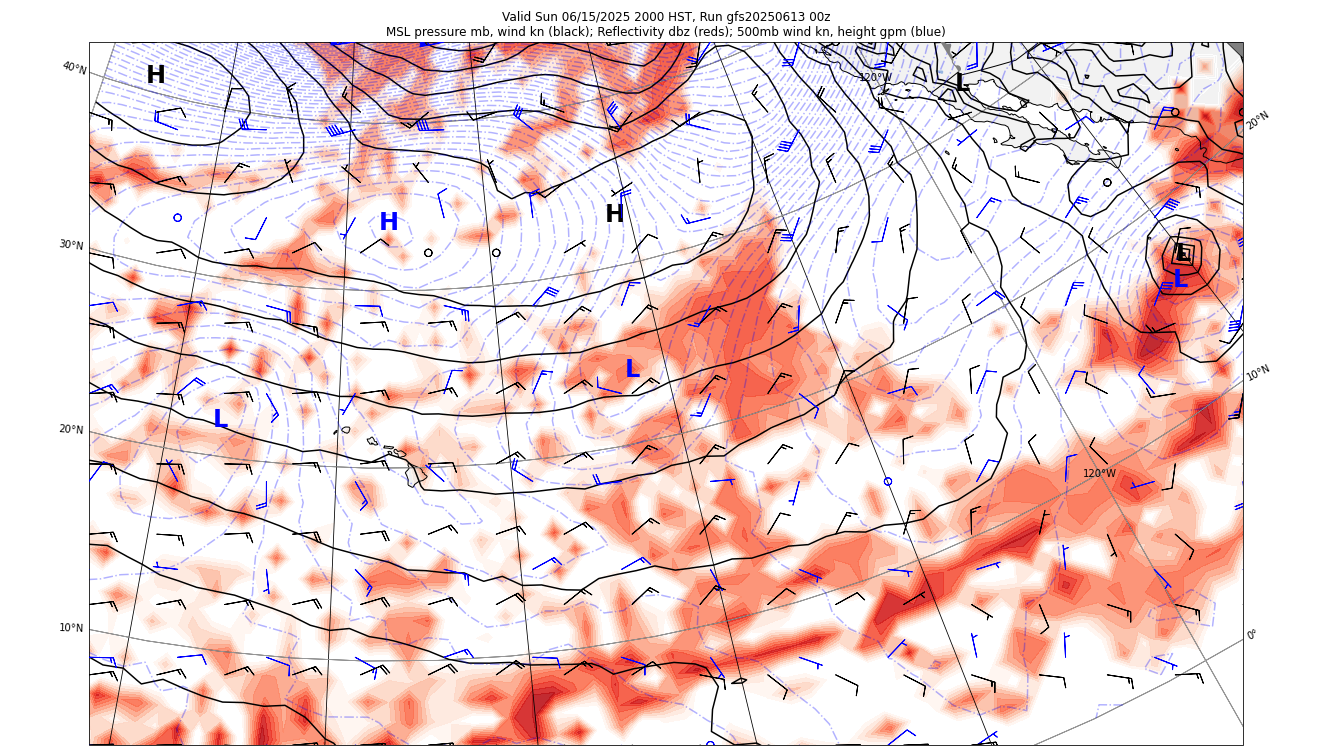 Valid Sun 06/15/2025 2000 HST, Run gfs20250613 00z
MSL pressure mb, wind kn (black); Reflectivity dbz (reds); 500mb wind kn, height gpm (blue)
40°N
H
120°W
L
20°N
H
H
30°N
L
L
L
10°N
L
20°N
120°W
10°N
0°